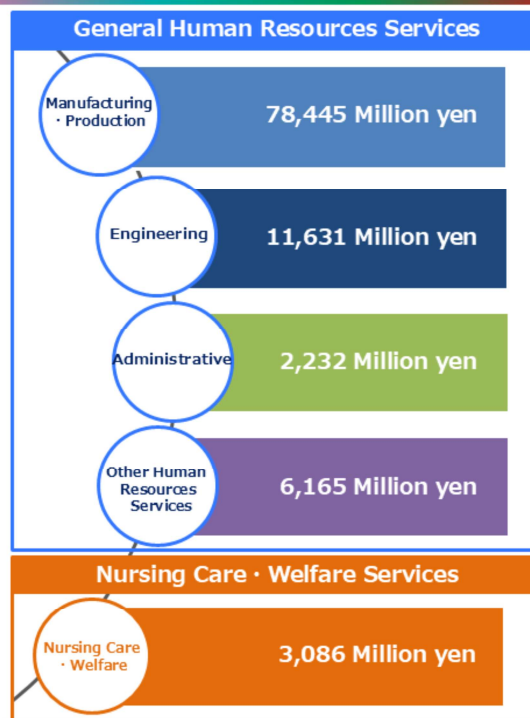 General Human Resources Services
Manufacturing
・Production
78,445 Million yen
Engineering
11,631 Million yen
Administrative
2,232 Million yen
Other Human
Resources
Services
6,165 Million yen
Nursing Care・Welfare Services
Nursing Care
・Welfare
3,086 Million yen